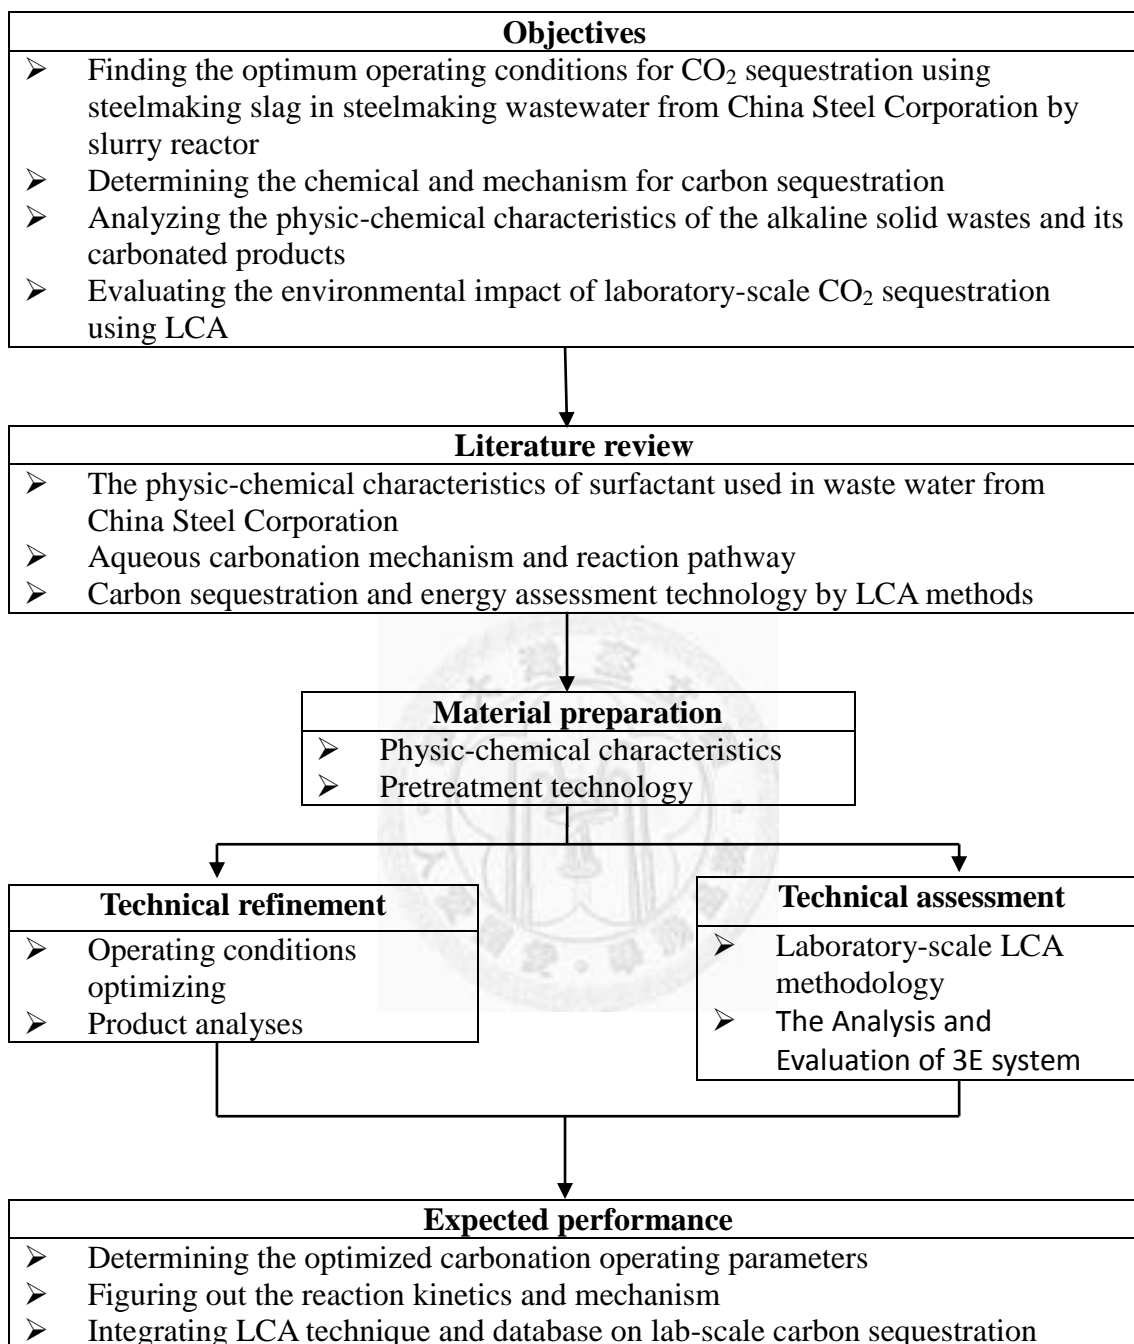 Objectives
➢ Finding the optimum operating conditions for CO₂ sequestration using
steelmaking slag in steelmaking wastewater from China Steel Corporation by
slurry reactor
➢ Determining the chemical and mechanism for carbon sequestration
➢ Analyzing the physic-chemical characteristics of the alkaline solid wastes and its
carbonated products
➢ Evaluating the environmental impact of laboratory-scale CO₂ sequestration
using LCA
Literature review
➢ The physic-chemical characteristics of surfactant used in waste water from
China Steel Corporation
➢ Aqueous carbonation mechanism and reaction pathway
➢ Carbon sequestration and energy assessment technology by LCA methods
Material preparation
➢ Physic-chemical characteristics
➢ Pretreatment technology
Technical refinement
➢ Operating conditions
optimizing
➢ Product analyses
Technical assessment
➢ Laboratory-scale LCA
methodology
➢ The Analysis and
Evaluation of 3E system
Expected performance
➢ Determining the optimized carbonation operating parameters
➢ Figuring out the reaction kinetics and mechanism
➢ Integrating LCA technique and database on lab-scale carbon sequestration